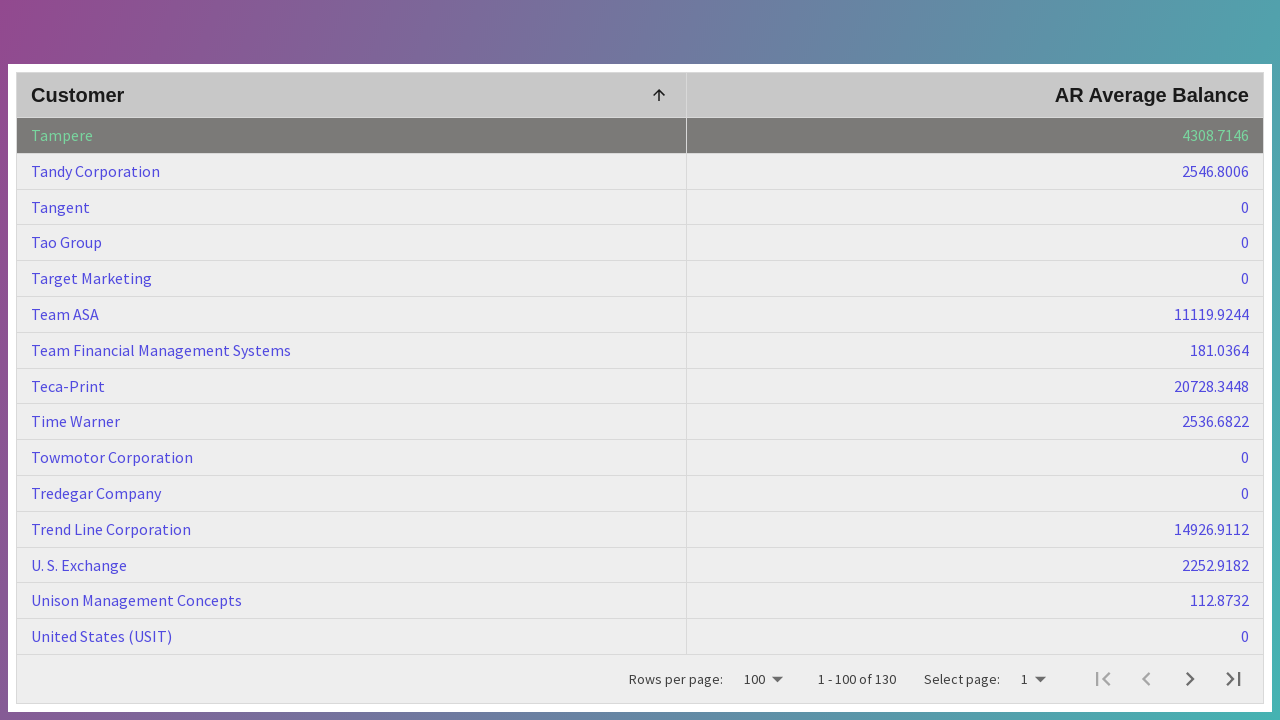 Customer AR Average Balance
Tampere 4308.7146
Tandy Corporation 2546.8006
Tangent 0
Tao Group 0
Target Marketing 0
Team ASA 11119.9244
Team Financial Management Systems 181.0364
Teca-Print 20728.3448
Time Warner 2536.6822
Towmotor Corporation 0
Tredegar Company 0
Trend Line Corporation 14926.9112
U. S. Exchange 2252.9182
Unison Management Concepts 112.8732
United States (USIT) 0
Rows per page: 100 1 - 100 of 130 Select page: 1